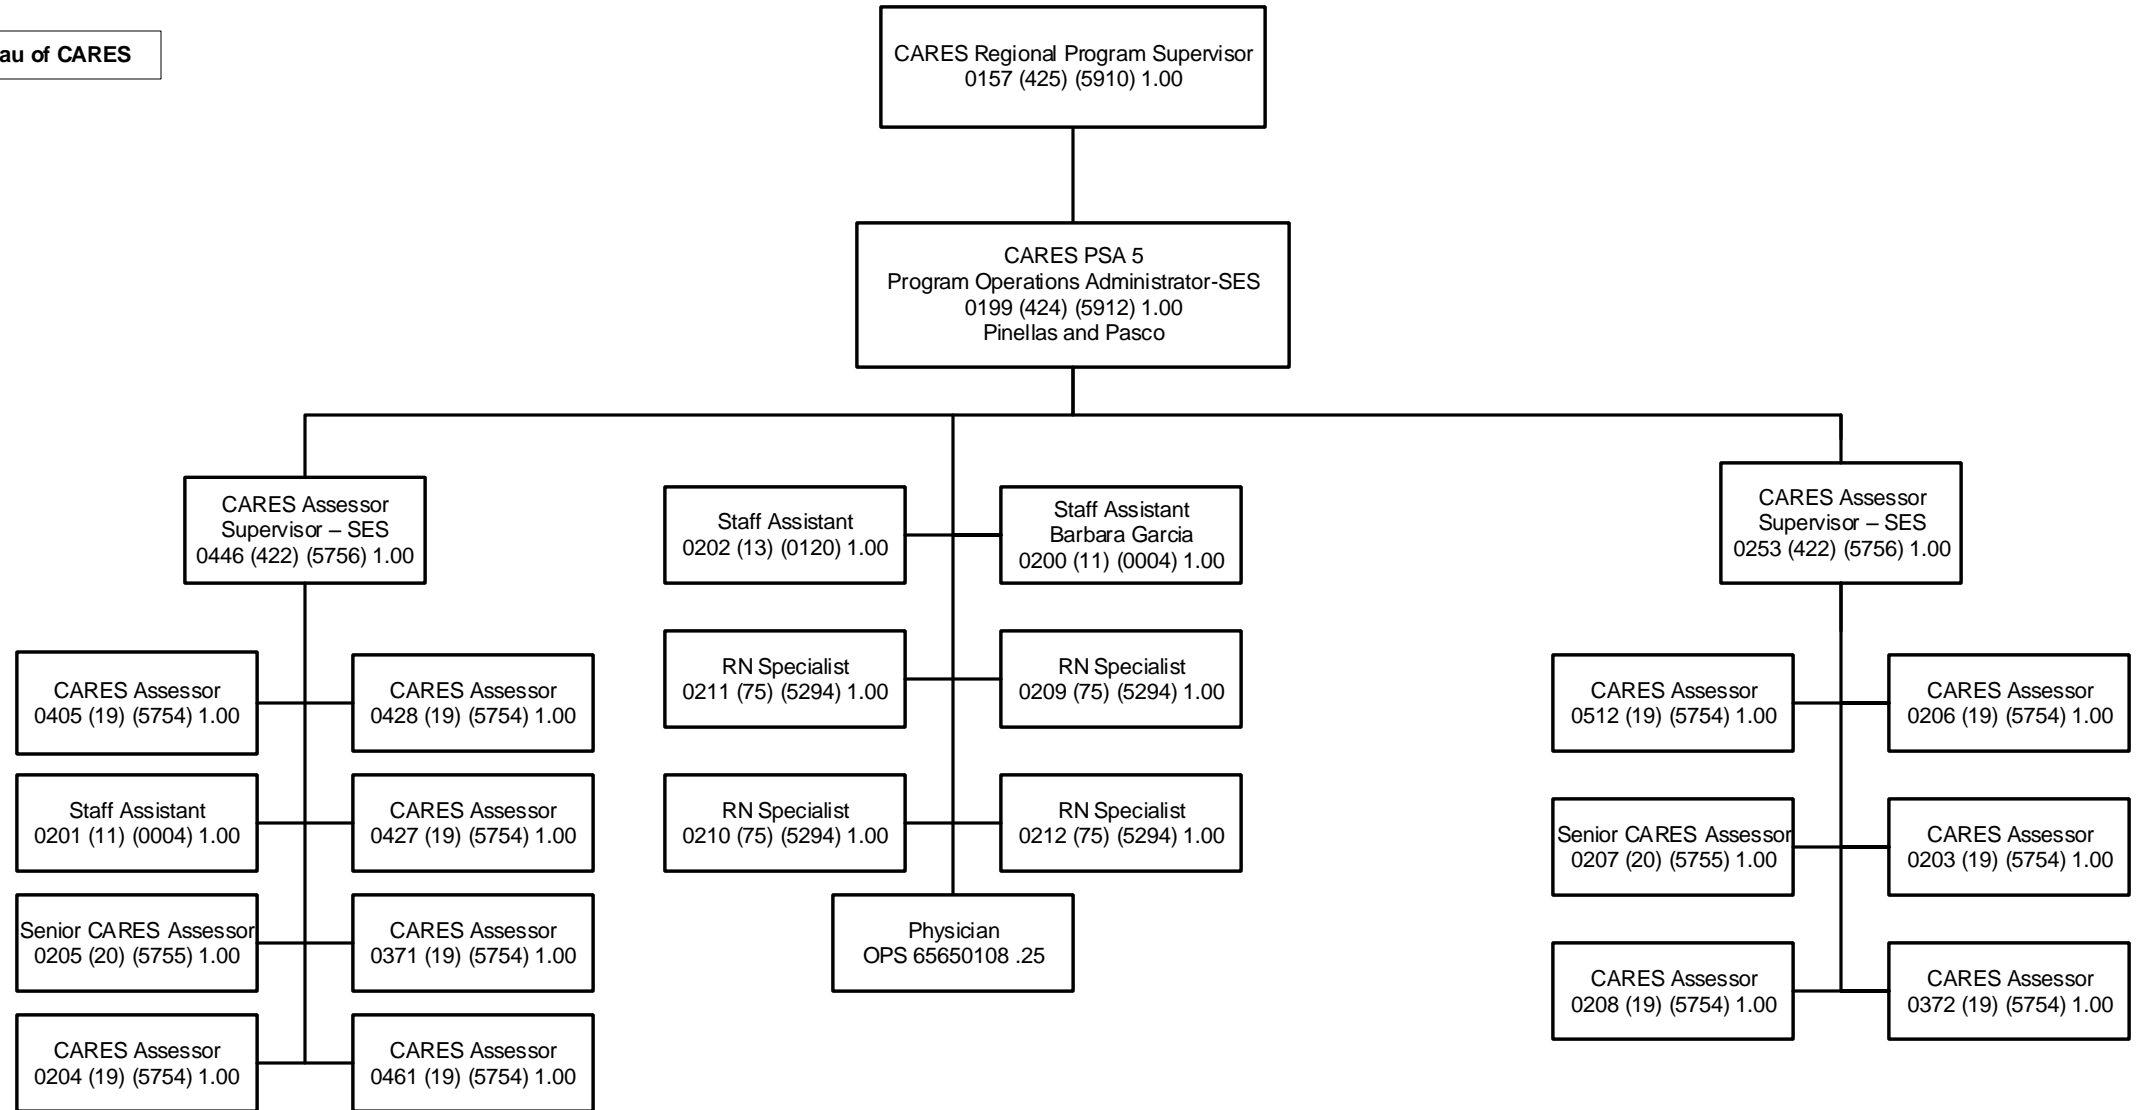 au of CARES
CARES Regional Program Supervisor
0157 (425) (5910) 1.00
CARES PSA 5
Program Operations Administrator-SES
0199 (424) (5912) 1.00
Pinellas and Pasco
CARES Assessor
Supervisor – SES
0446 (422) (5756) 1.00
CARES Assessor
0405 (19) (5754) 1.00
CARES Assessor
0428 (19) (5754) 1.00
Staff Assistant
0201 (11) (0004) 1.00
CARES Assessor
0427 (19) (5754) 1.00
Senior CARES Assessor
0205 (20) (5755) 1.00
CARES Assessor
0371 (19) (5754) 1.00
CARES Assessor
0204 (19) (5754) 1.00
CARES Assessor
0461 (19) (5754) 1.00
Staff Assistant
0202 (13) (0120) 1.00
Staff Assistant
Barbara Garcia
0200 (11) (0004) 1.00
RN Specialist
0211 (75) (5294) 1.00
RN Specialist
0209 (75) (5294) 1.00
RN Specialist
0210 (75) (5294) 1.00
RN Specialist
0212 (75) (5294) 1.00
Physician
OPS 65650108 .25
CARES Assessor
Supervisor – SES
0253 (422) (5756) 1.00
CARES Assessor
0512 (19) (5754) 1.00
CARES Assessor
0206 (19) (5754) 1.00
Senior CARES Assessor
0207 (20) (5755) 1.00
CARES Assessor
0203 (19) (5754) 1.00
CARES Assessor
0208 (19) (5754) 1.00
CARES Assessor
0372 (19) (5754) 1.00